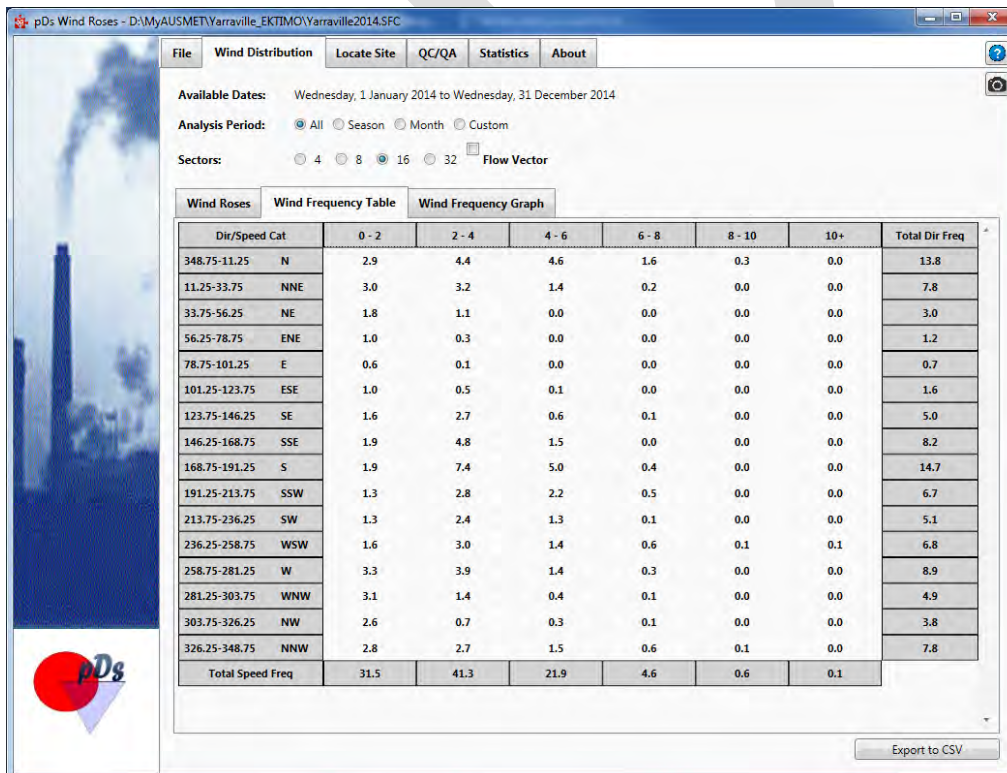 pDs Wind Roses - D:\MyAUSMET\Yarraville_EKTIMO\Yarraville2014.SFC
File Wind Distribution Locate Site QC/QA Statistics About
Available Dates: Wednesday, 1 January 2014 to Wednesday, 31 December 2014
Analysis Period: All Season Month Custom
Sectors: 4 8 16 32 Flow Vector
Wind Roses Wind Frequency Table Wind Frequency Graph
Dir/Speed Cat 0 - 2 2 - 4 4 - 6 6 - 8 8 - 10 10+ Total Dir Freq
348.75-11.25 N 2.9 4.4 4.6 1.6 0.3 0.0 13.8
11.25-33.75 NNE 3.0 3.2 1.4 0.2 0.0 0.0 7.8
33.75-56.25 NE 1.8 1.1 0.0 0.0 0.0 0.0 3.0
56.25-78.75 ENE 1.0 0.3 0.0 0.0 0.0 0.0 1.2
78.75-101.25 E 0.6 0.1 0.0 0.0 0.0 0.0 0.7
101.25-123.75 ESE 1.0 0.5 0.1 0.0 0.0 0.0 1.6
123.75-146.25 SE 1.6 2.7 0.6 0.1 0.0 0.0 5.0
146.25-168.75 SSE 1.9 4.8 1.5 0.0 0.0 0.0 8.2
168.75-191.25 S 1.9 7.4 5.0 0.4 0.0 0.0 14.7
191.25-213.75 SSW 1.3 2.8 2.2 0.5 0.0 0.0 6.7
213.75-236.25 SW 1.3 2.4 1.3 0.1 0.0 0.0 5.1
236.25-258.75 WSW 1.6 3.0 1.4 0.6 0.1 0.1 6.8
258.75-281.25 W 3.3 3.9 1.4 0.3 0.0 0.0 8.9
281.25-303.75 WNW 3.1 1.4 0.4 0.1 0.0 0.0 4.9
303.75-326.25 NW 2.6 0.7 0.3 0.1 0.0 0.0 3.8
326.25-348.75 NNW 2.8 2.7 1.5 0.6 0.1 0.0 7.8
Total Speed Freq 31.5 41.3 21.9 4.6 0.6 0.1
pDs
Export to CSV